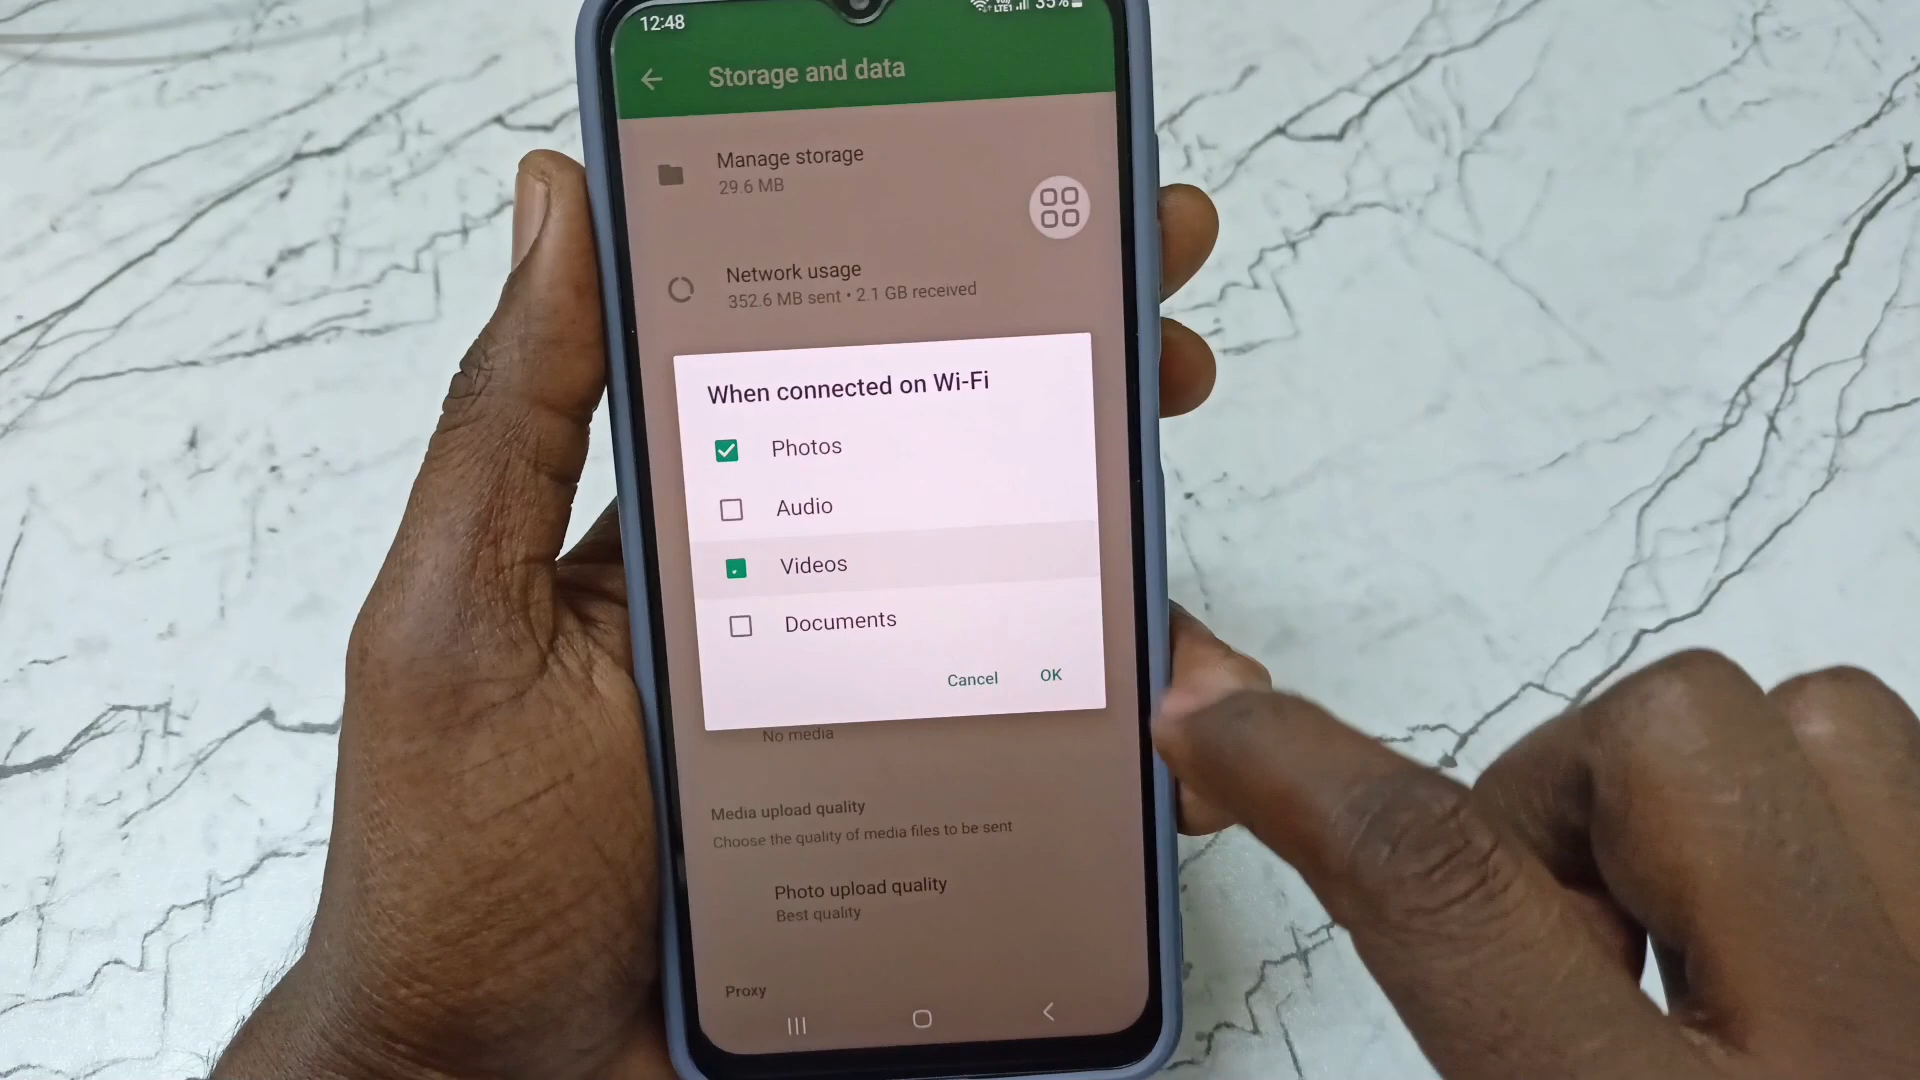 12:48
LTE1 35%
Storage and data
Manage storage
29.6 MB
Network usage
352.6 MB sent • 2.1 GB received
When connected on Wi-Fi
Photos
Audio
Videos
Documents
Cancel OK
No media
Media upload quality
Choose the quality of media files to be sent
Photo upload quality
Best quality
Proxy